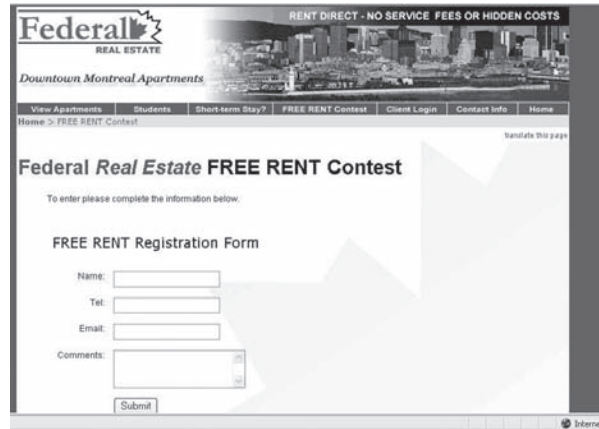 RENT DIRECT - NO SERVICE FEES OR HIDDEN COSTS
Federal
REAL ESTATE
Downtown Montreal Apartments
View Apartments Students Short-term Stay? FREE RENT Contest Client Login Contact Info Home
Home > FREE RENT Contest
translate this page
Federal Real Estate FREE RENT Contest
To enter please complete the information below.
FREE RENT Registration Form
Name:
Tel:
Email:
Comments:
Submit